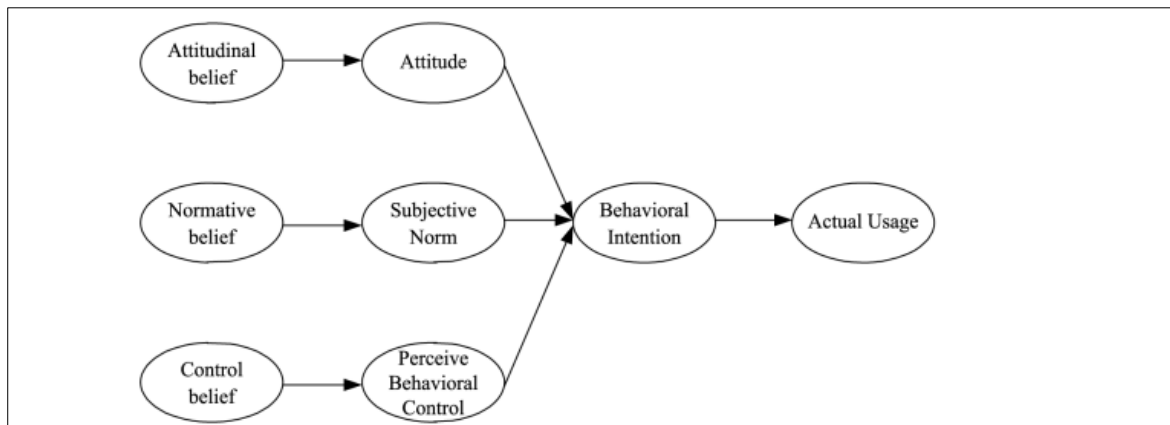 Attitudinal
belief
Attitude
Normative
belief
Subjective
Norm
Behavioral
Intention
Actual Usage
Control
belief
Perceive
Behavioral
Control